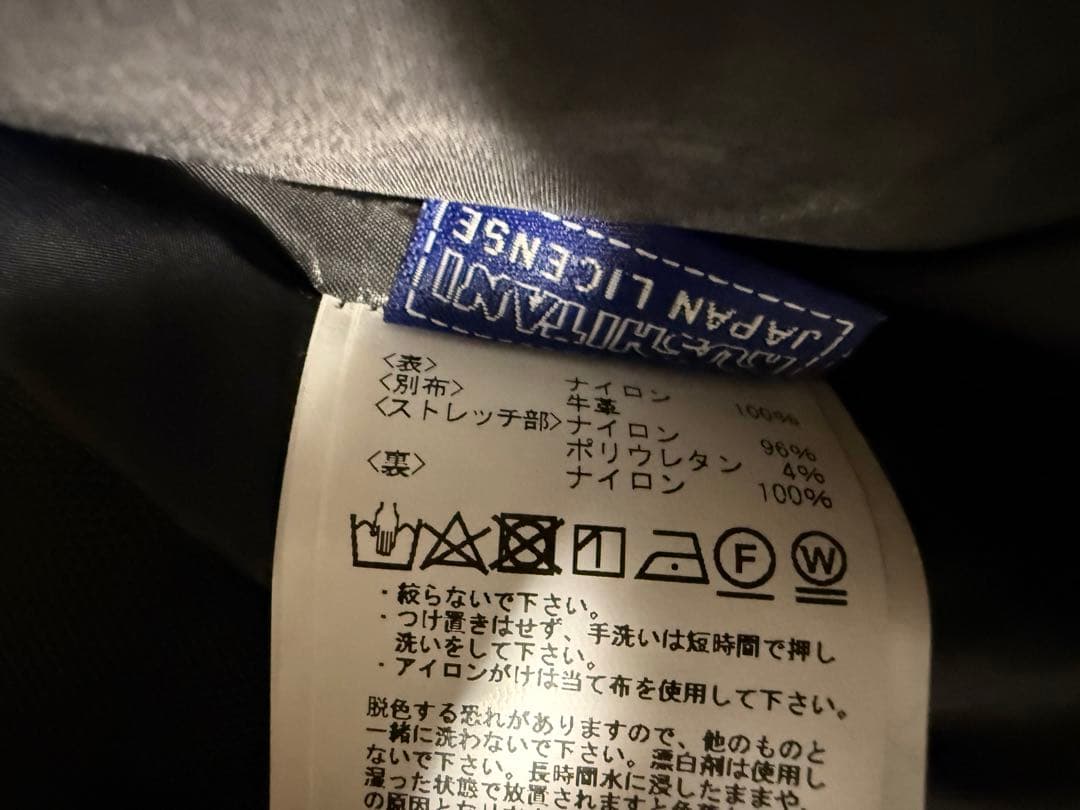 JAPAN LICENSE
<表> ナイロン 100%
<別布> 牛革
<ストレッチ部> ナイロン 96%
ポリウレタン 4%
<裏> ナイロン 100%
F W
・絞らないで下さい。
・つけ置きはせず、手洗いは短時間で押し
洗いをして下さい。
・アイロンがけは当て布を使用して下さい。
脱色する恐れがありますので、他のものと
一緒に洗わないで下さい。漂白剤は使用し
ないで下さい。長時間水に浸したままや、
湿った状態で放置されますと色
の原因と